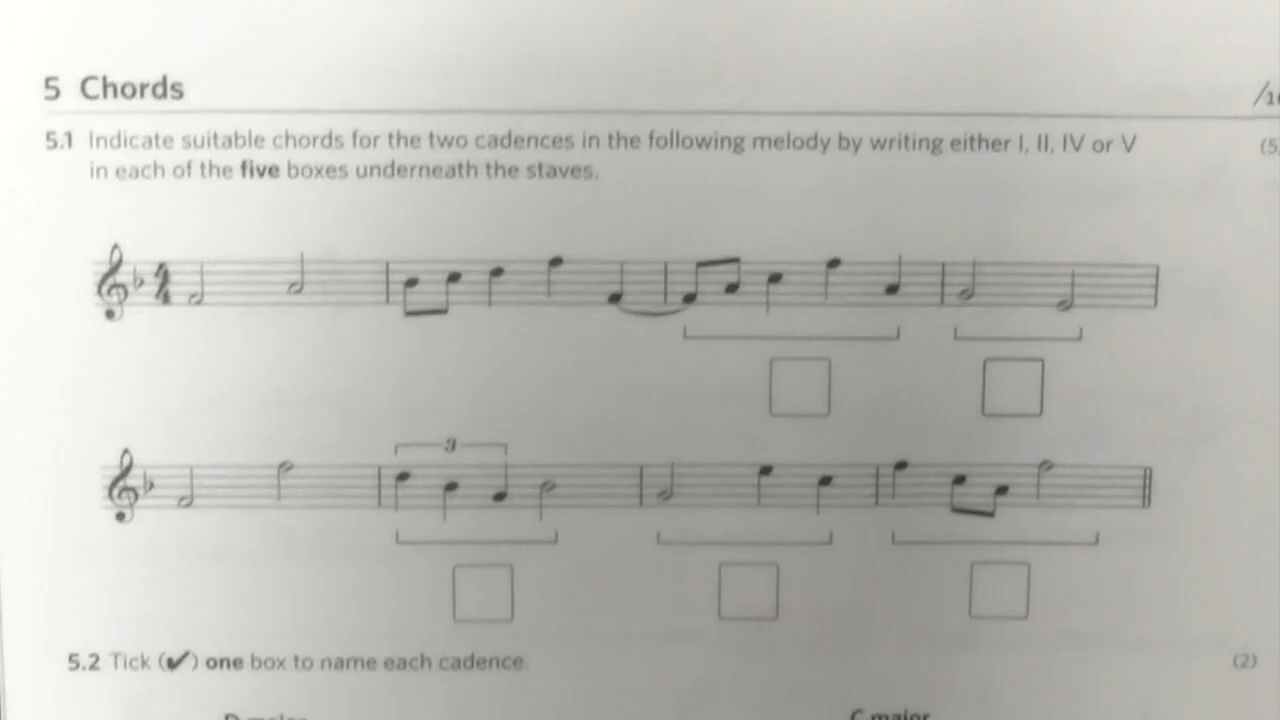 5 Chords
5.1 Indicate suitable chords for the two cadences in the following melody by writing either I, II, IV or V
in each of the five boxes underneath the staves.
3
5.2 Tick (✔) one box to name each cadence.
(2)
C major